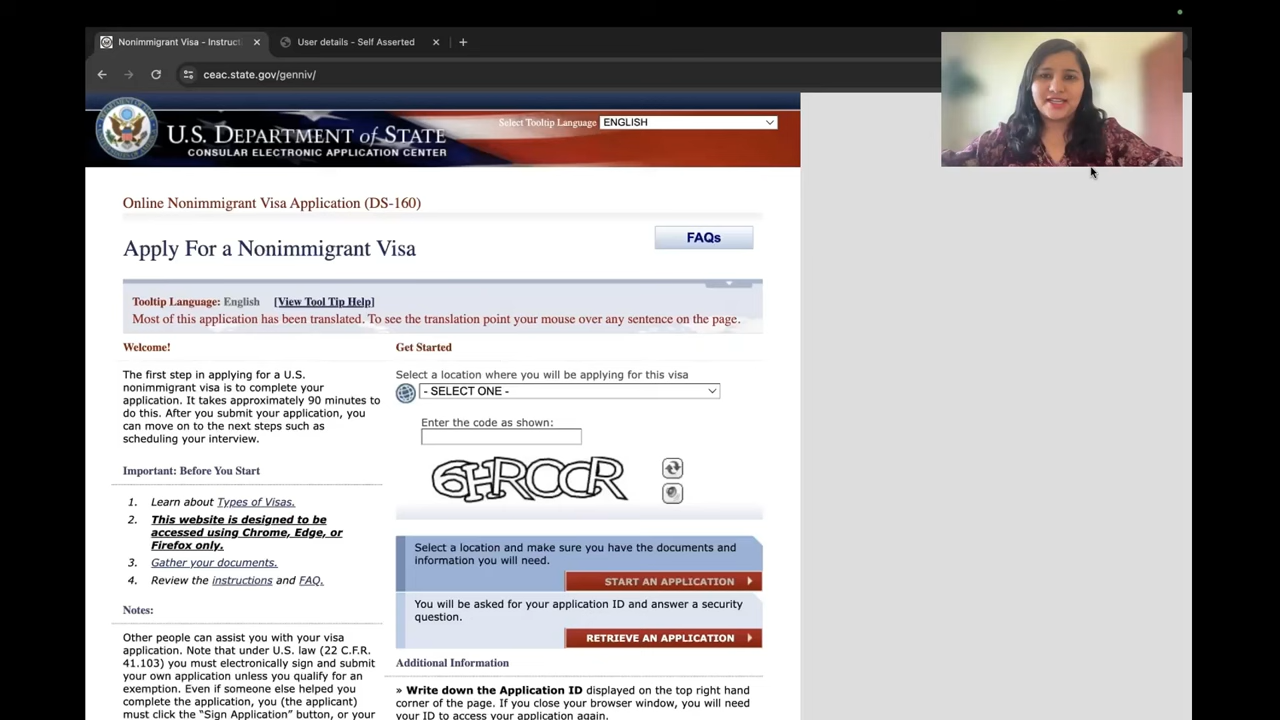 Nonimmigrant Visa - Instruct
User details - Self Asserted
ceac.state.gov/genniv/
U.S. DEPARTMENT of STATE
CONSULAR ELECTRONIC APPLICATION CENTER
Select Tooltip Language ENGLISH
Online Nonimmigrant Visa Application (DS-160)
Apply For a Nonimmigrant Visa
FAQs
Tooltip Language: English [View Tool Tip Help]
Most of this application has been translated. To see the translation point your mouse over any sentence on the page.
Welcome!
The first step in applying for a U.S.
nonimmigrant visa is to complete your
application. It takes approximately 90 minutes to
do this. After you submit your application, you
can move on to the next steps such as
scheduling your interview.
Important: Before You Start
1. Learn about Types of Visas.
2. This website is designed to be
accessed using Chrome, Edge, or
Firefox only.
3. Gather your documents.
4. Review the instructions and FAQ.
Notes:
Other people can assist you with your visa
application. Note that under U.S. law (22 C.F.R.
41.103) you must electronically sign and submit
your own application unless you qualify for an
exemption. Even if someone else helped you
complete the application, you (the applicant)
must click the “Sign Application” button, or your
Get Started
Select a location where you will be applying for this visa
- SELECT ONE -
Enter the code as shown:
6HRCCR
Select a location and make sure you have the documents and
information you will need.
START AN APPLICATION
You will be asked for your application ID and answer a security
question.
RETRIEVE AN APPLICATION
Additional Information
» Write down the Application ID displayed on the top right hand
corner of the page. If you close your browser window, you will need
your ID to access your application again.